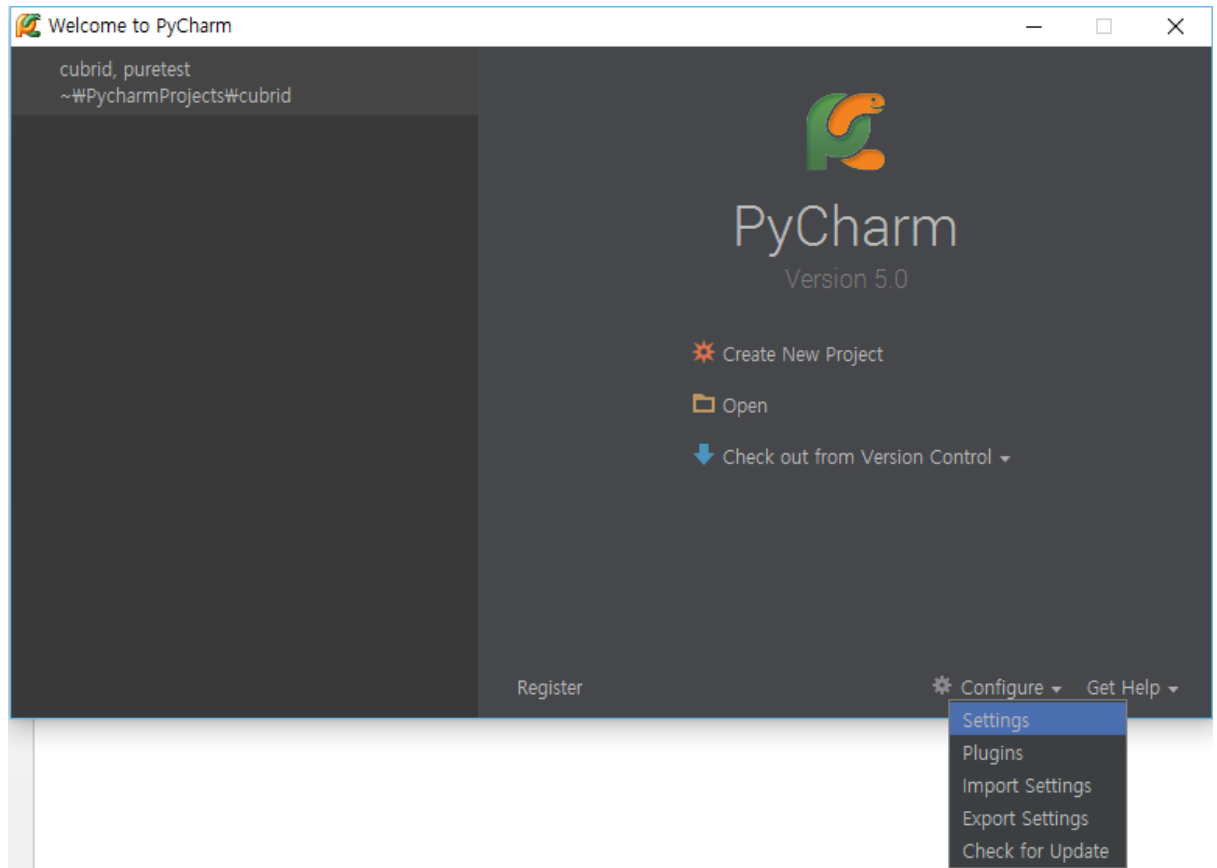 Welcome to PyCharm
cubrid, puretest
~₩PycharmProjects₩cubrid
PyCharm
Version 5.0
Create New Project
Open
Check out from Version Control
Register
Configure
Get Help
Settings
Plugins
Import Settings
Export Settings
Check for Update